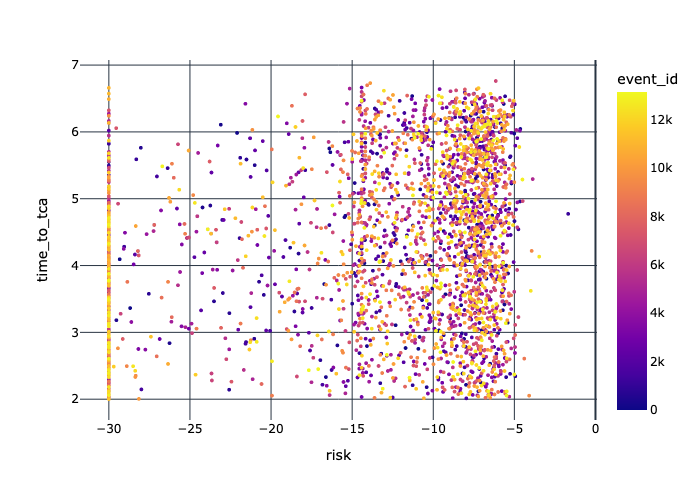 event_id
7
6
5
4
3
2
time_to_tca
−30
−25
−20
−15
−10
−5
0
risk
12k
10k
8k
6k
4k
2k
0